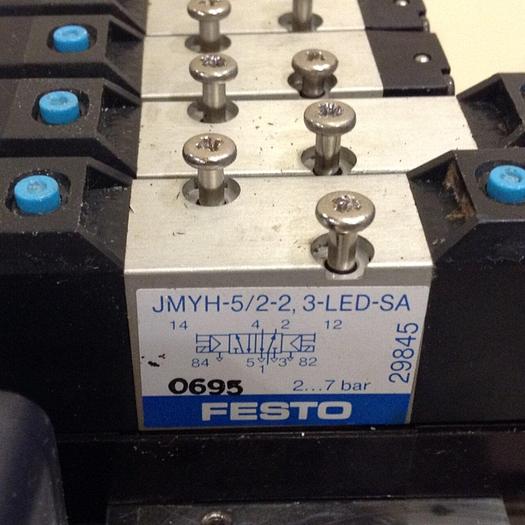 JMYH-5/2-2,3-LED-SA
14 4 2 12
84 5 1 3 82
0695 2...7 bar
29845
FESTO